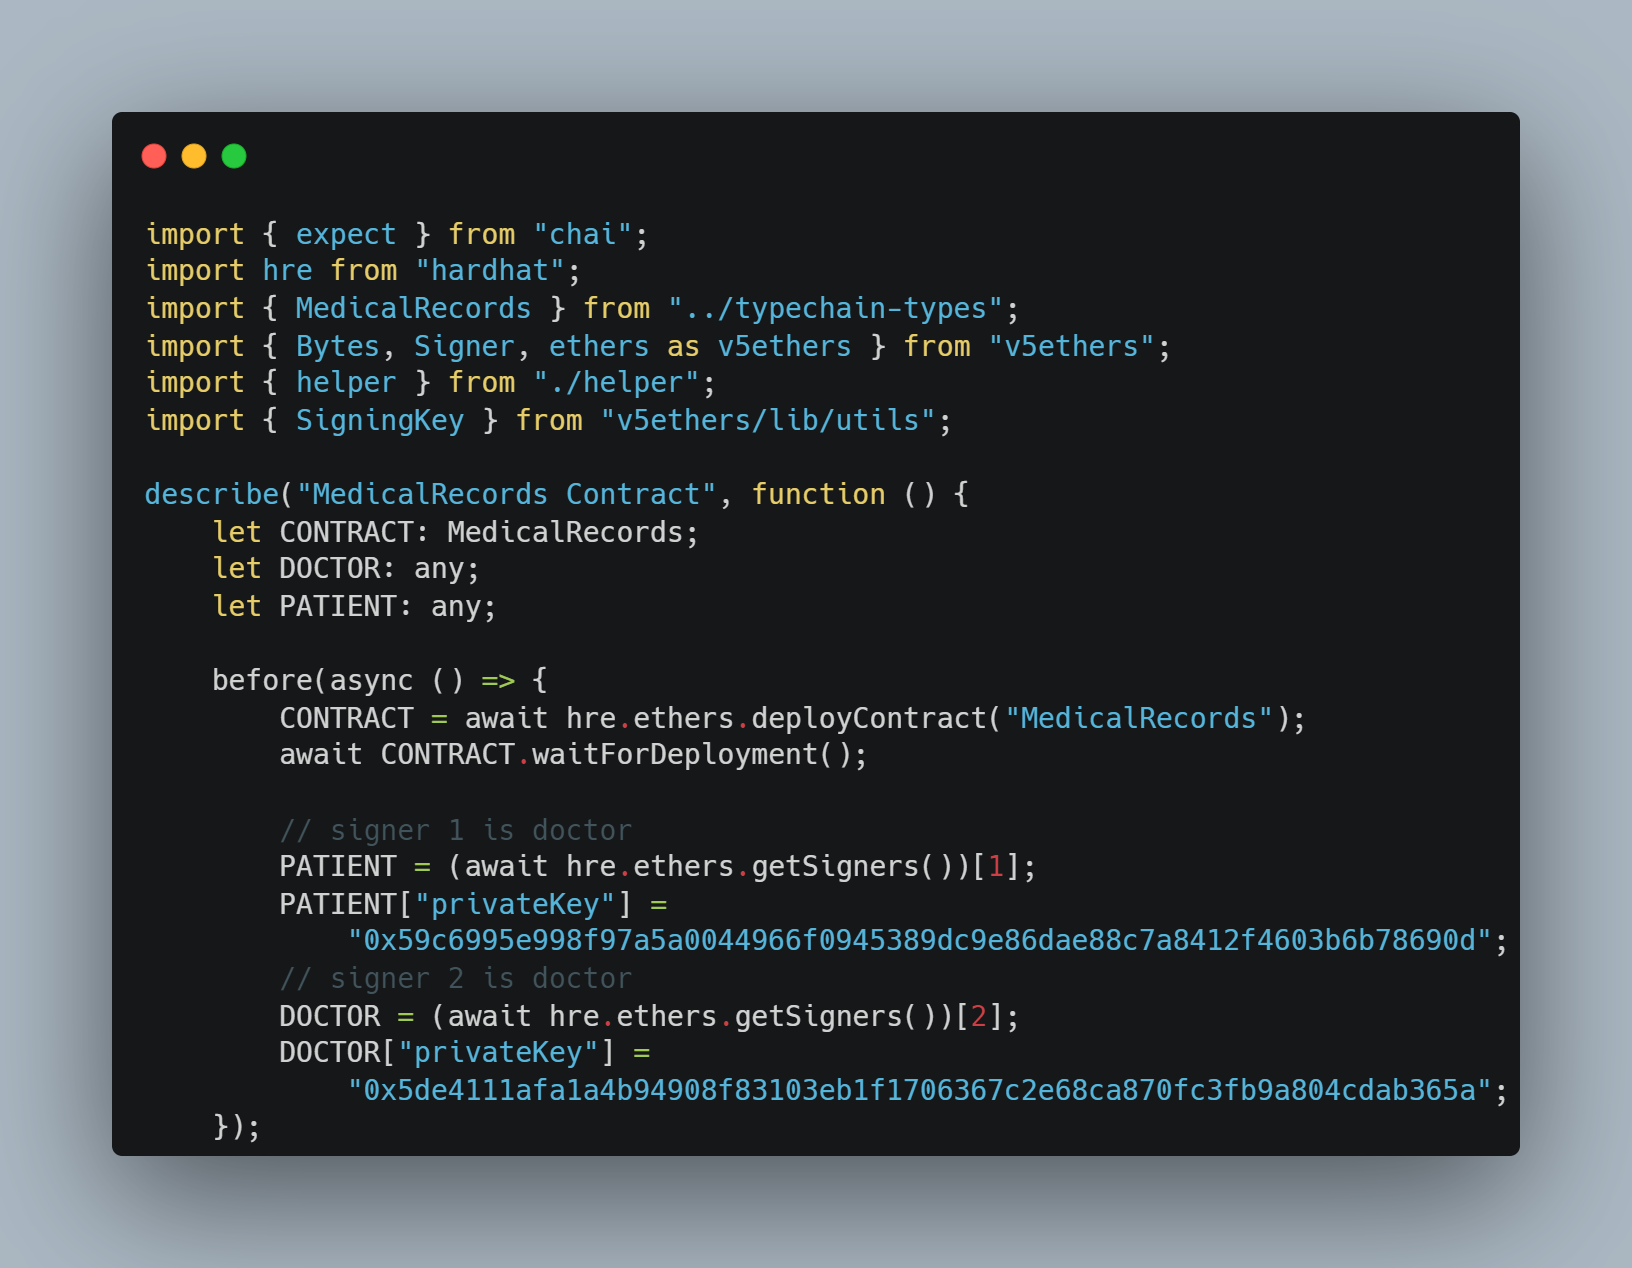 import { expect } from "chai";
import hre from "hardhat";
import { MedicalRecords } from "../typechain-types";
import { Bytes, Signer, ethers as v5ethers } from "v5ethers";
import { helper } from "./helper";
import { SigningKey } from "v5ethers/lib/utils";

describe("MedicalRecords Contract", function () {
    let CONTRACT: MedicalRecords;
    let DOCTOR: any;
    let PATIENT: any;

    before(async () => {
        CONTRACT = await hre.ethers.deployContract("MedicalRecords");
        await CONTRACT.waitForDeployment();

        // signer 1 is doctor
        PATIENT = (await hre.ethers.getSigners())[1];
        PATIENT["privateKey"] =
            "0x59c6995e998f97a5a0044966f0945389dc9e86dae88c7a8412f4603b6b78690d";
        // signer 2 is doctor
        DOCTOR = (await hre.ethers.getSigners())[2];
        DOCTOR["privateKey"] =
            "0x5de4111afa1a4b94908f83103eb1f1706367c2e68ca870fc3fb9a804cdab365a";
    });